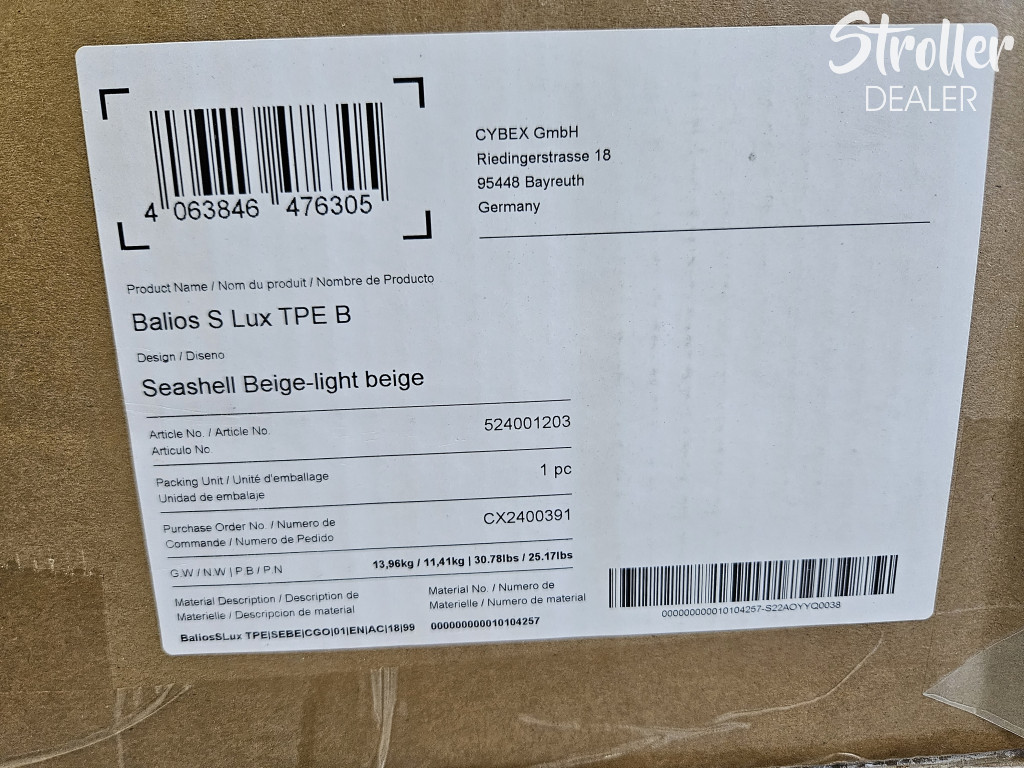 Stroller
DEALER
4 063846 476305
CYBEX GmbH
Riedingerstrasse 18
95448 Bayreuth
Germany
Product Name / Nom du produit / Nombre de Producto
Balios S Lux TPE B
Design / Diseno
Seashell Beige-light beige
Article No. / Article No.
Articulo No.
524001203
Packing Unit / Unité d'emballage
Unidad de embalaje
1 pc
Purchase Order No. / Numero de
Commande / Numero de Pedido
CX2400391
G.W / N.W | P.B / P.N
13,96kg / 11,41kg | 30.78lbs / 25.17lbs
Material Description / Description de
Materielle / Descripcion de material
BaliosSLux TPE|SEBE|CGO|01|EN|AC|18|99
Material No. / Numero de
Materielle / Numero de material
000000000010104257
000000000010104257-S22AOYYQ0038